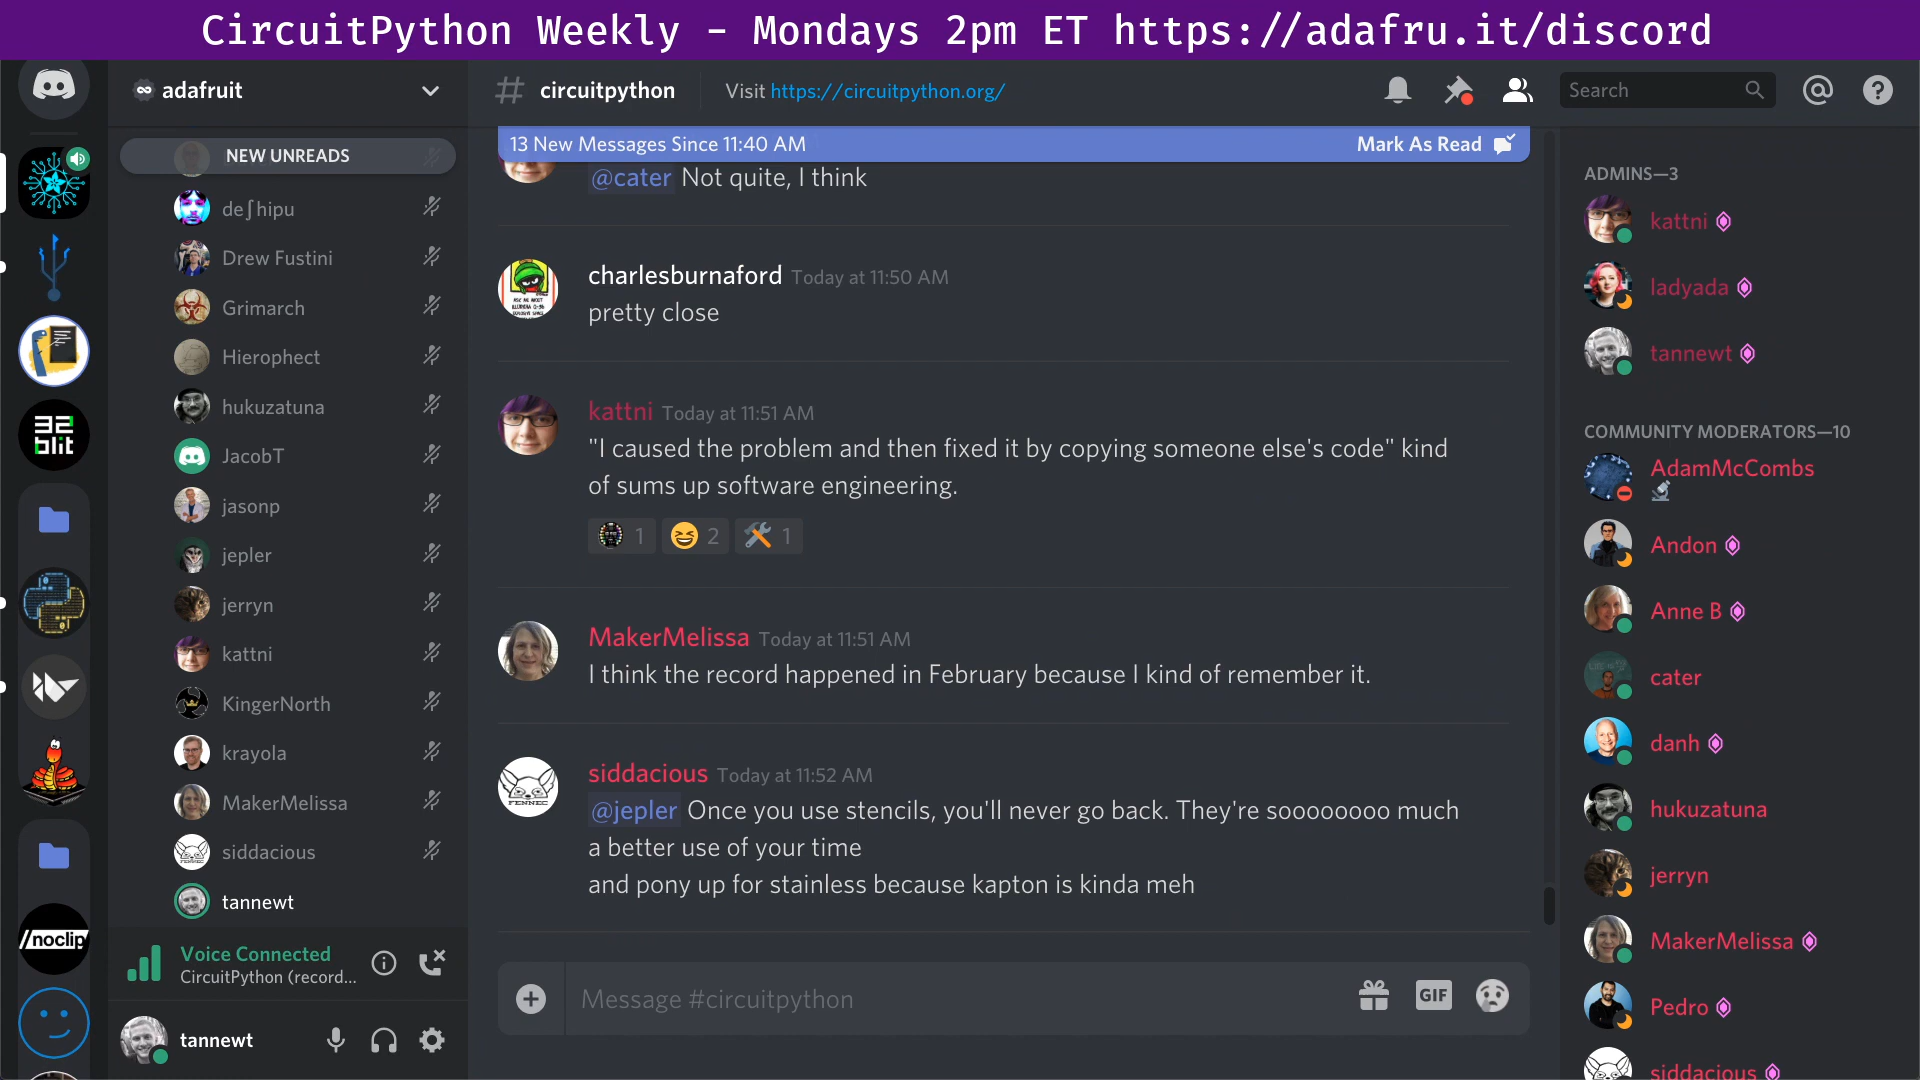 CircuitPython Weekly - Mondays 2pm ET https://adafru.it/discord
adafruit
NEW UNREADS
de∫hipu
Drew Fustini
Grimarch
Hierophect
hukuzatuna
JacobT
jasonp
jepler
jerryn
kattni
KingerNorth
krayola
MakerMelissa
siddacious
tannewt
Voice Connected
CircuitPython (record...
tannewt
32
blit
/noclip
# circuitpython
Visit https://circuitpython.org/
Search
13 New Messages Since 11:40 AM
Mark As Read
@cater Not quite, I think
charlesburnaford Today at 11:50 AM
pretty close
kattni Today at 11:51 AM
"I caused the problem and then fixed it by copying someone else's code" kind
of sums up software engineering.
1 2 1
MakerMelissa Today at 11:51 AM
I think the record happened in February because I kind of remember it.
FENNEC
siddacious Today at 11:52 AM
@jepler Once you use stencils, you'll never go back. They're soooooooo much
a better use of your time
and pony up for stainless because kapton is kinda meh
Message #circuitpython
GIF
ADMINS—3
kattni
ladyada
tannewt
COMMUNITY MODERATORS—10
AdamMcCombs
Andon
Anne B
cater
danh
hukuzatuna
jerryn
MakerMelissa
Pedro
siddacious